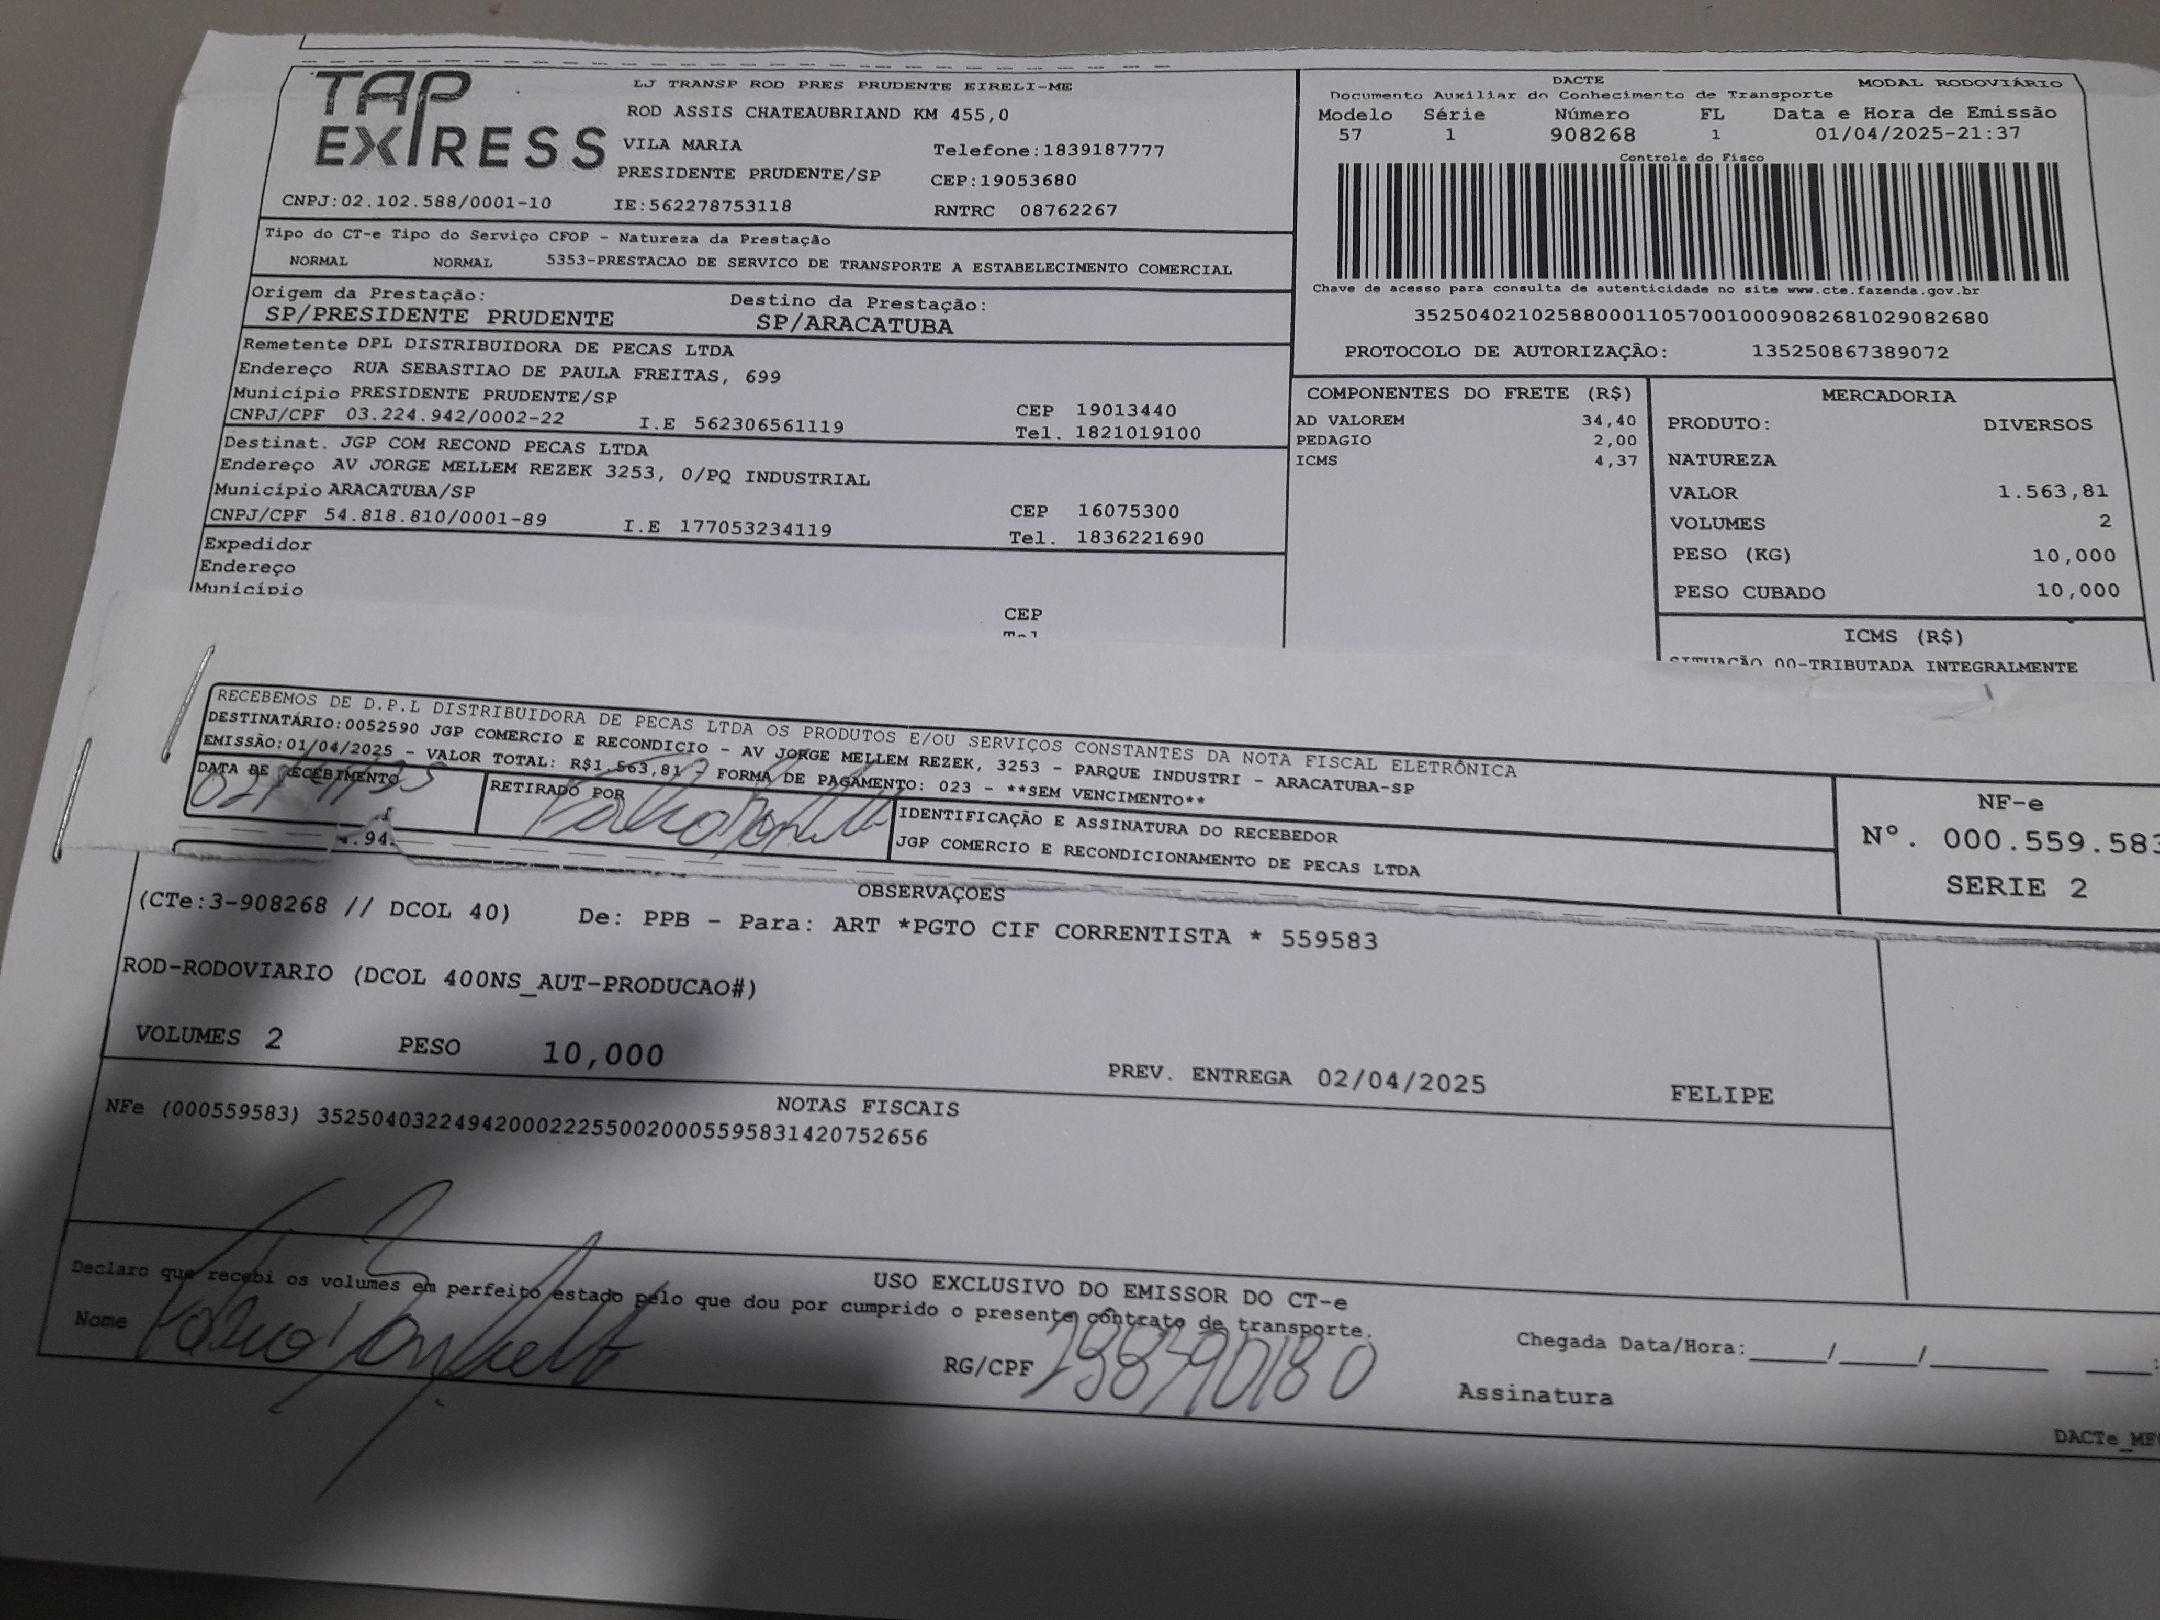 TAP EXPRESS
LJ TRANSP ROD PRES PRUDENTE EIRELI-ME
ROD ASSIS CHATEAUBRIAND KM 455,0
VILA MARIA Telefone:1839187777
PRESIDENTE PRUDENTE/SP CEP:19053680
CNPJ:02.102.588/0001-10 IE:562278753118 RNTRC 08762267
DACTE MODAL RODOVIÁRIO
Documento Auxiliar do Conhecimento de Transporte
Modelo Série Número FL Data e Hora de Emissão
57 1 908268 1 01/04/2025-21:37
Controle do Fisco
Chave de acesso para consulta de autenticidade no site www.cte.fazenda.gov.br
35250402102588000110570010009082681029082680
PROTOCOLO DE AUTORIZAÇÃO: 135250867389072
Tipo do CT-e Tipo do Serviço CFOP - Natureza da Prestação
NORMAL NORMAL 5353-PRESTACAO DE SERVICO DE TRANSPORTE A ESTABELECIMENTO COMERCIAL
Origem da Prestação: Destino da Prestação:
SP/PRESIDENTE PRUDENTE SP/ARACATUBA
Remetente DPL DISTRIBUIDORA DE PECAS LTDA
Endereço RUA SEBASTIAO DE PAULA FREITAS, 699
Município PRESIDENTE PRUDENTE/SP CEP 19013440
CNPJ/CPF 03.224.942/0002-22 I.E 562306561119 Tel. 1821019100
Destinat. JGP COM RECOND PECAS LTDA
Endereço AV JORGE MELLEM REZEK 3253, 0/PQ INDUSTRIAL
Município ARACATUBA/SP CEP 16075300
CNPJ/CPF 54.818.810/0001-89 I.E 177053234119 Tel. 1836221690
Expedidor
Endereço
Município CEP
Tel
COMPONENTES DO FRETE (R$)
AD VALOREM 34,40
PEDAGIO 2,00
ICMS 4,37
MERCADORIA
PRODUTO: DIVERSOS
NATUREZA
VALOR 1.563,81
VOLUMES 2
PESO (KG) 10,000
PESO CUBADO 10,000
ICMS (R$)
SITUAÇÃO 00-TRIBUTADA INTEGRALMENTE
RECEBEMOS DE D.P.L DISTRIBUIDORA DE PECAS LTDA OS PRODUTOS E/OU SERVIÇOS CONSTANTES DA NOTA FISCAL ELETRÔNICA
DESTINATÁRIO:0052590 JGP COMERCIO E RECONDICIO - AV JORGE MELLEM REZEK, 3253 - PARQUE INDUSTRI - ARACATUBA-SP
EMISSÃO:01/04/2025 - VALOR TOTAL: R$1.563,81 - FORMA DE PAGAMENTO: 023 - **SEM VENCIMENTO**
DATA DE RECEBIMENTO RETIRADO POR IDENTIFICAÇÃO E ASSINATURA DO RECEBEDOR
JGP COMERCIO E RECONDICIONAMENTO DE PECAS LTDA
NF-e
Nº. 000.559.583
SERIE 2
OBSERVAÇÕES
(CTe:3-908268 // DCOL 40) De: PPB - Para: ART *PGTO CIF CORRENTISTA * 559583
ROD-RODOVIARIO (DCOL 400NS_AUT-PRODUCAO#)
VOLUMES 2 PESO 10,000 PREV. ENTREGA 02/04/2025 FELIPE
NOTAS FISCAIS
NFe (000559583) 35250403224942000222550020005595831420752656
USO EXCLUSIVO DO EMISSOR DO CT-e
Declaro que recebi os volumes em perfeito estado pelo que dou por cumprido o presente contrato de transporte.
Nome RG/CPF Chegada Data/Hora:____/____/______ ___:
Assinatura